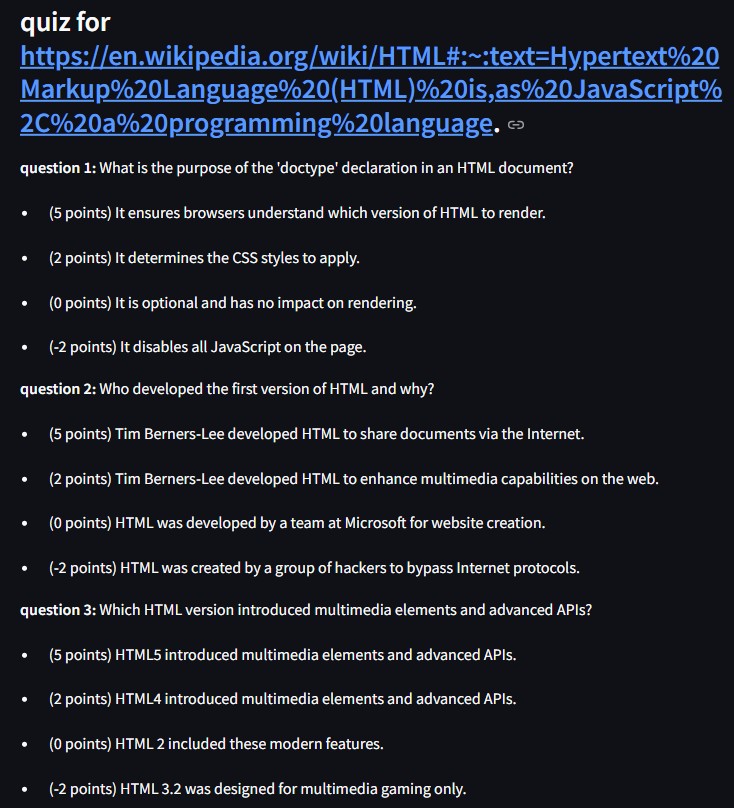 quiz for
https://en.wikipedia.org/wiki/HTML#:~:text=Hypertext%20
Markup%20Language%20(HTML)%20is,as%20JavaScript%
2C%20a%20programming%20language.
question 1: What is the purpose of the 'doctype' declaration in an HTML document?
• (5 points) It ensures browsers understand which version of HTML to render.
• (2 points) It determines the CSS styles to apply.
• (0 points) It is optional and has no impact on rendering.
• (-2 points) It disables all JavaScript on the page.
question 2: Who developed the first version of HTML and why?
• (5 points) Tim Berners-Lee developed HTML to share documents via the Internet.
• (2 points) Tim Berners-Lee developed HTML to enhance multimedia capabilities on the web.
• (0 points) HTML was developed by a team at Microsoft for website creation.
• (-2 points) HTML was created by a group of hackers to bypass Internet protocols.
question 3: Which HTML version introduced multimedia elements and advanced APIs?
• (5 points) HTML5 introduced multimedia elements and advanced APIs.
• (2 points) HTML4 introduced multimedia elements and advanced APIs.
• (0 points) HTML 2 included these modern features.
• (-2 points) HTML 3.2 was designed for multimedia gaming only.